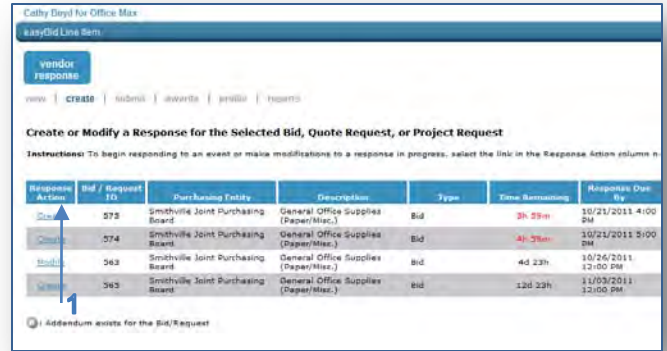 Cathy Boyd for Office Max
easyBid Line Item
vendor
response
view | create | submit | awards | profile | reports
Create or Modify a Response for the Selected Bid, Quote Request, or Project Request
Instructions: To begin responding to an event or make modifications to a response in progress, select the link in the Response Action column n
Response Action Bid / Request ID Purchasing Entity Description Type Time Remaining Response Due By
Create 575 Smithville Joint Purchasing Board General Office Supplies (Paper/Misc.) Bid 3h 59m 10/21/2011 4:00 PM
Create 574 Smithville Joint Purchasing Board General Office Supplies (Paper/Misc.) Bid 4h 59m 10/21/2011 5:00 PM
Modify 563 Smithville Joint Purchasing Board General Office Supplies (Paper/Misc.) Bid 4d 23h 10/26/2011 12:00 PM
Create 565 Smithville Joint Purchasing Board General Office Supplies (Paper/Misc.) Bid 12d 23h 11/03/2011 12:00 PM
1
: Addendum exists for the Bid/Request